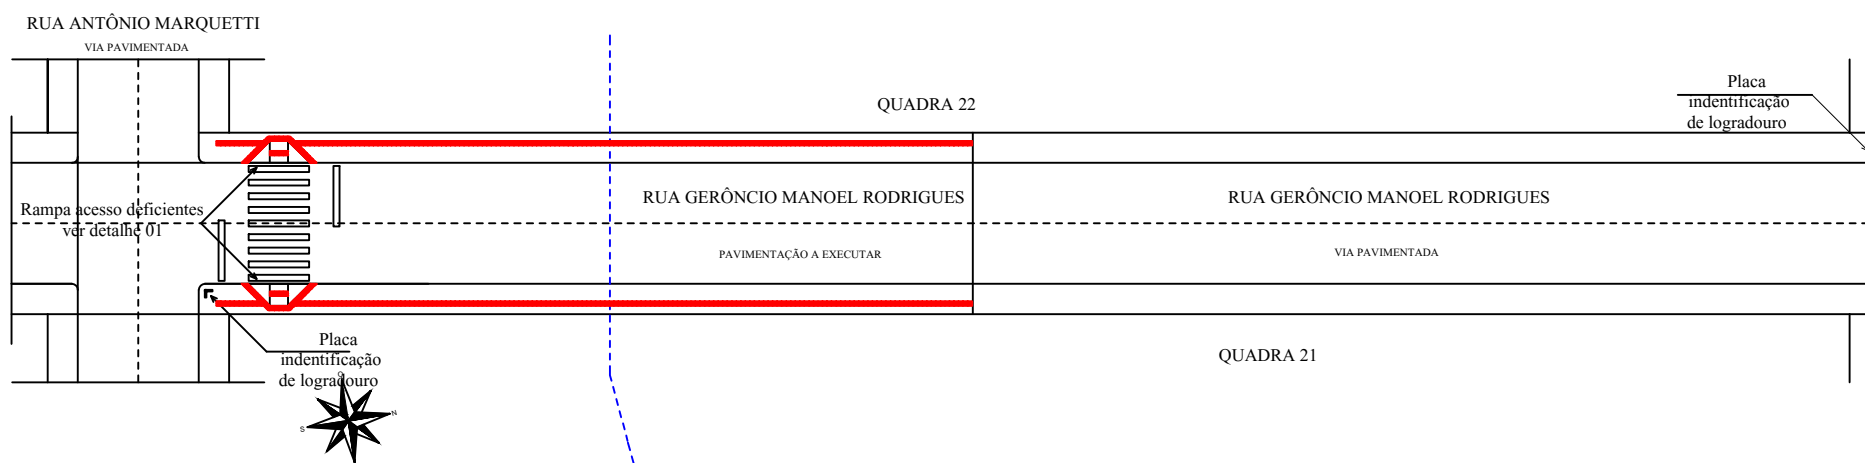 RUA ANTÔNIO MARQUETTI
VIA PAVIMENTADA
QUADRA 22
Placa
indentificação
de logradouro
RUA GERÔNCIO MANOEL RODRIGUES
RUA GERÔNCIO MANOEL RODRIGUES
Rampa acesso deficientes
ver detalhe 01
PAVIMENTAÇÃO A EXECUTAR
VIA PAVIMENTADA
Placa
indentificação
de logradouro
QUADRA 21
O
N
S